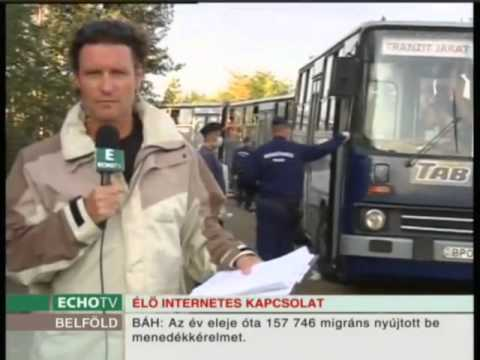 TRANZIT JÁRAT
TAB
E
ECHOTV
BPO
ECHOTV
ÉLŐ INTERNETES KAPCSOLAT
BELFÖLD
BÁH: Az év eleje óta 157 746 migráns nyújtott be
menedékkérelmet.